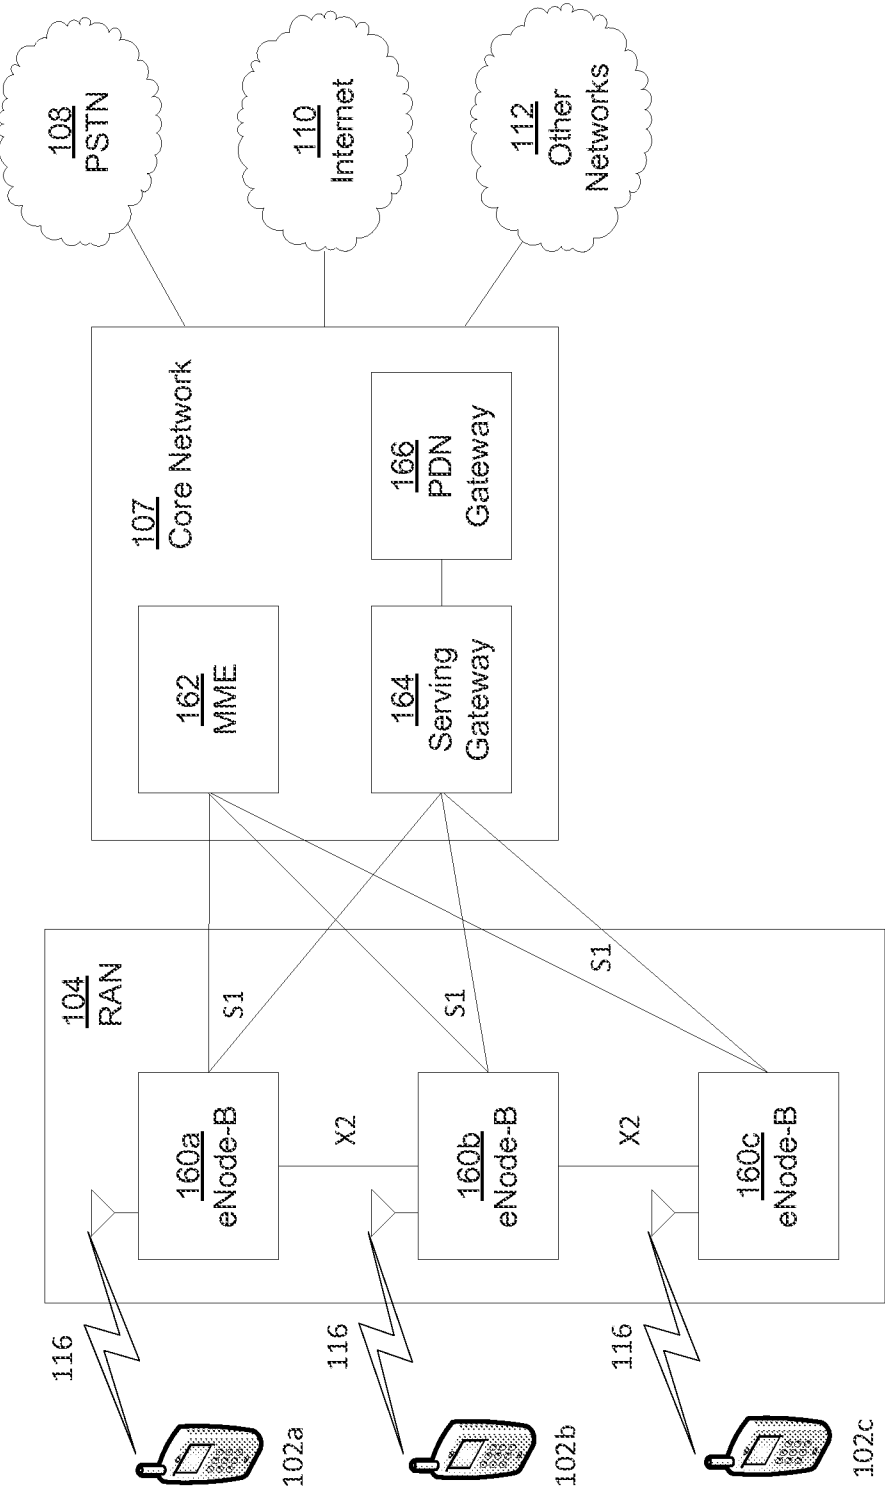 102a
116
160a
eNode-B
104
RAN
S1
X2
102b
116
160b
eNode-B
S1
X2
102c
116
160c
eNode-B
S1
107
Core Network
162
MME
164
Serving
Gateway
166
PDN
Gateway
108
PSTN
110
Internet
112
Other
Networks